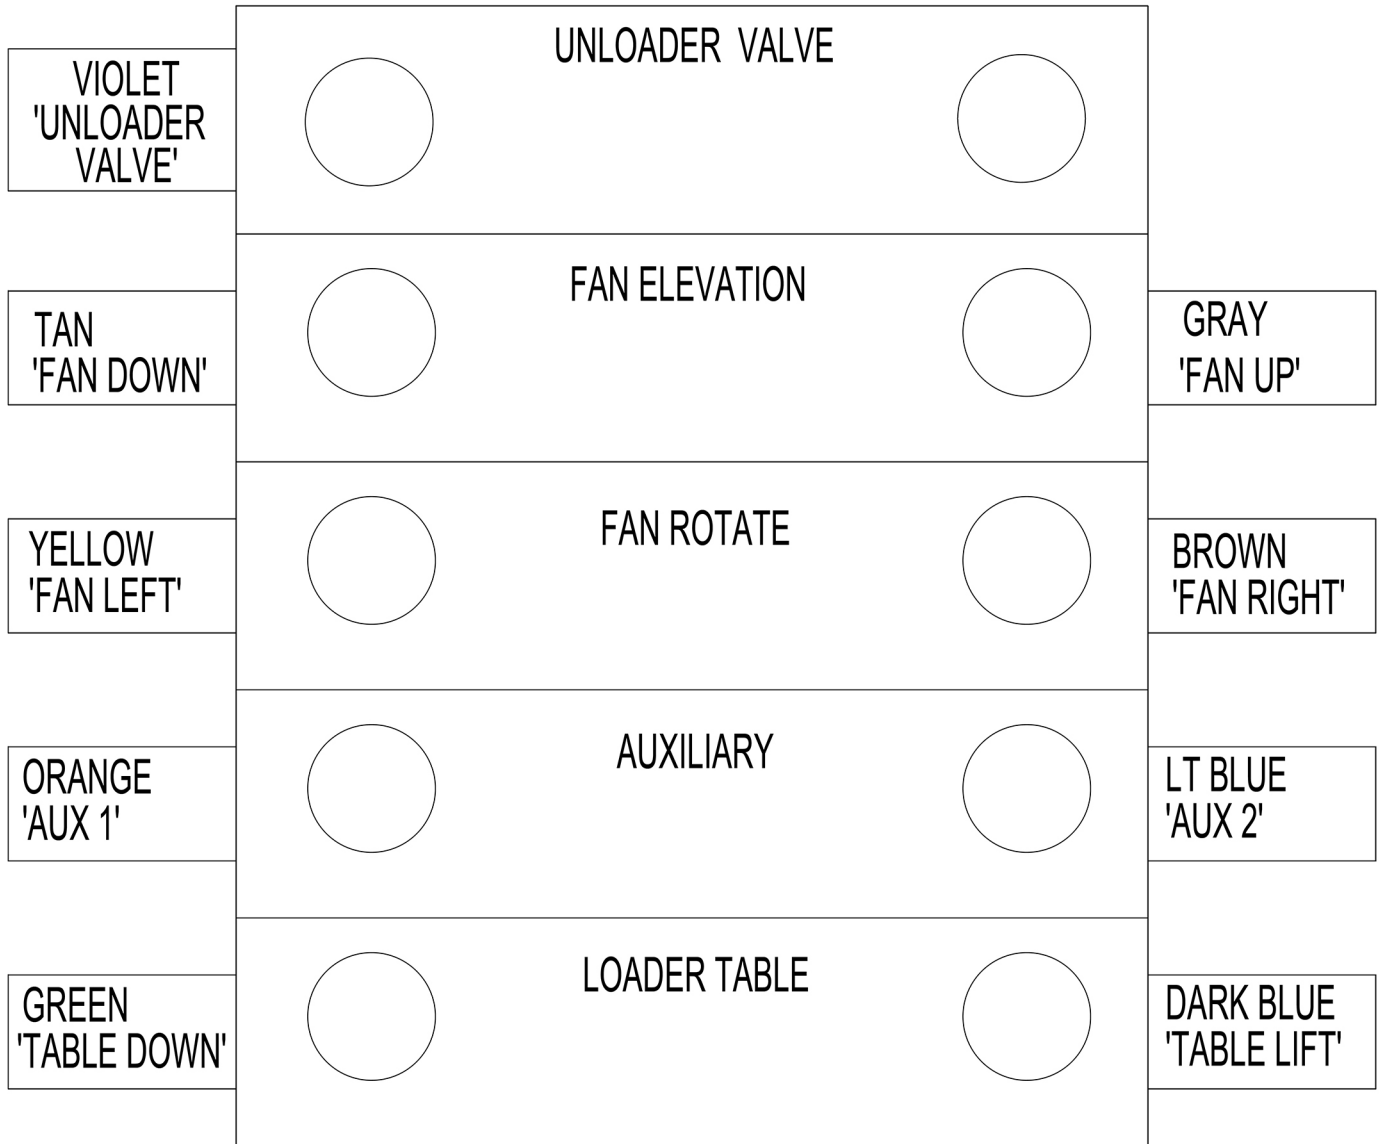 UNLOADER VALVE
VIOLET
'UNLOADER
VALVE'
FAN ELEVATION
TAN
'FAN DOWN'
GRAY
'FAN UP'
FAN ROTATE
YELLOW
'FAN LEFT'
BROWN
'FAN RIGHT'
AUXILIARY
ORANGE
'AUX 1'
LT BLUE
'AUX 2'
LOADER TABLE
GREEN
'TABLE DOWN'
DARK BLUE
'TABLE LIFT'